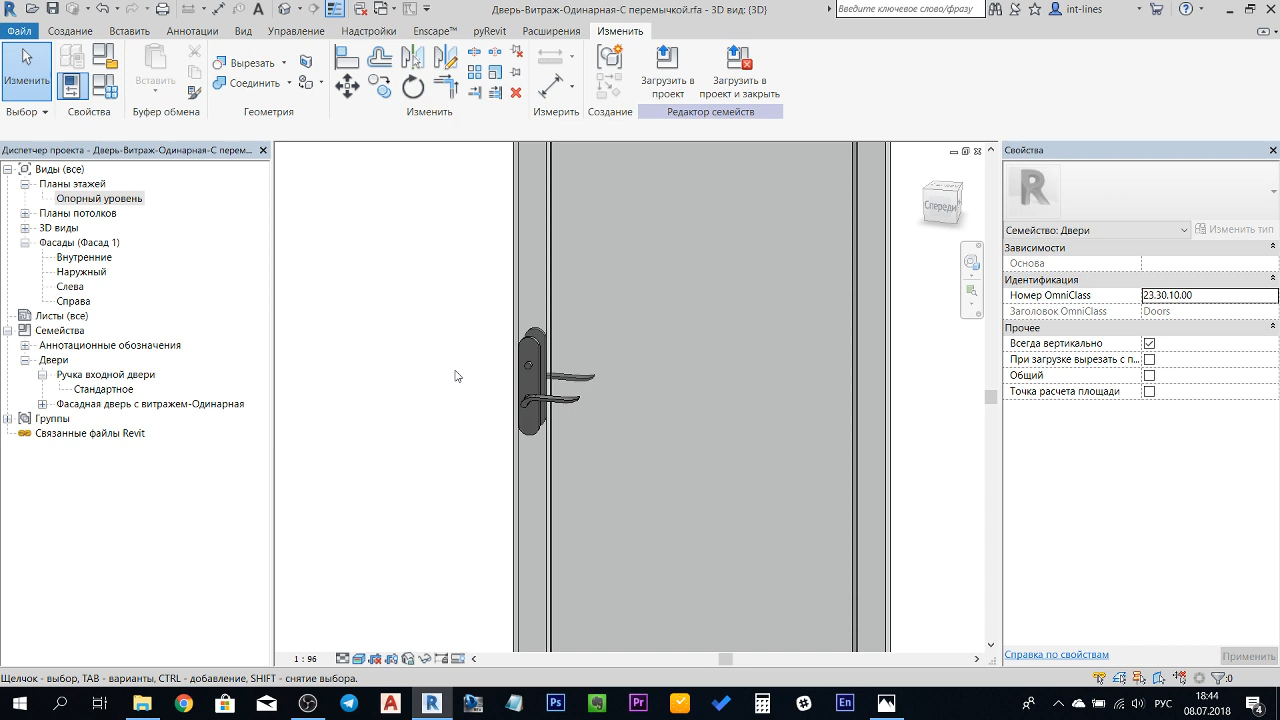 Дверь-Витраж-Одинарная-С перемычкой.rfa - 3D вид: {3D}
Введите ключевое слово/фразу
int-lines
Файл
Создание
Вставить
Аннотации
Вид
Управление
Надстройки
Enscape™
pyRevit
Расширения
Изменить
Изменить
Вставить
Вырезать
Соединить
Загрузить в
проект
Загрузить в
проект и закрыть
Выбор
Свойства
Буфер обмена
Геометрия
Изменить
Измерить
Создание
Редактор семейств
Диспетчер проекта - Дверь-Витраж-Одинарная-С перем...
Виды (все)
Планы этажей
Опорный уровень
Планы потолков
3D виды
Фасады (Фасад 1)
Внутренние
Наружный
Слева
Справа
Листы (все)
Семейства
Аннотационные обозначения
Двери
Ручка входной двери
Стандартное
Фасадная дверь с витражем-Одинарная
Группы
Связанные файлы Revit
Спереди
1 : 96
Свойства
R
Семейство: Двери
Изменить тип
Зависимости
Основа
Идентификация
Номер OmniClass
23.30.10.00
Заголовок OmniClass
Doors
Прочее
Всегда вертикально
При загрузке вырезать с п...
Общий
Точка расчета площади
Справка по свойствам
Применить
Щелчок - выбор, TAB - варианты, CTRL - добавление, SHIFT - снятие выбора.
:0
Ps
Pr
En
РУС
18:44
08.07.2018
4